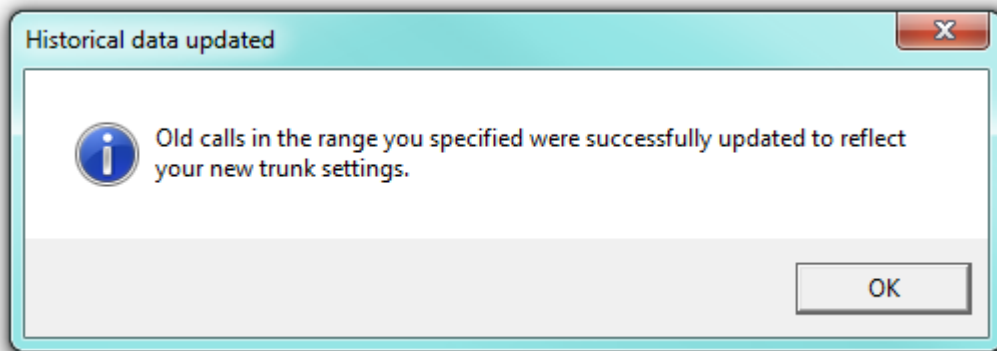 Historical data updated
Old calls in the range you specified were successfully updated to reflect
your new trunk settings.
OK